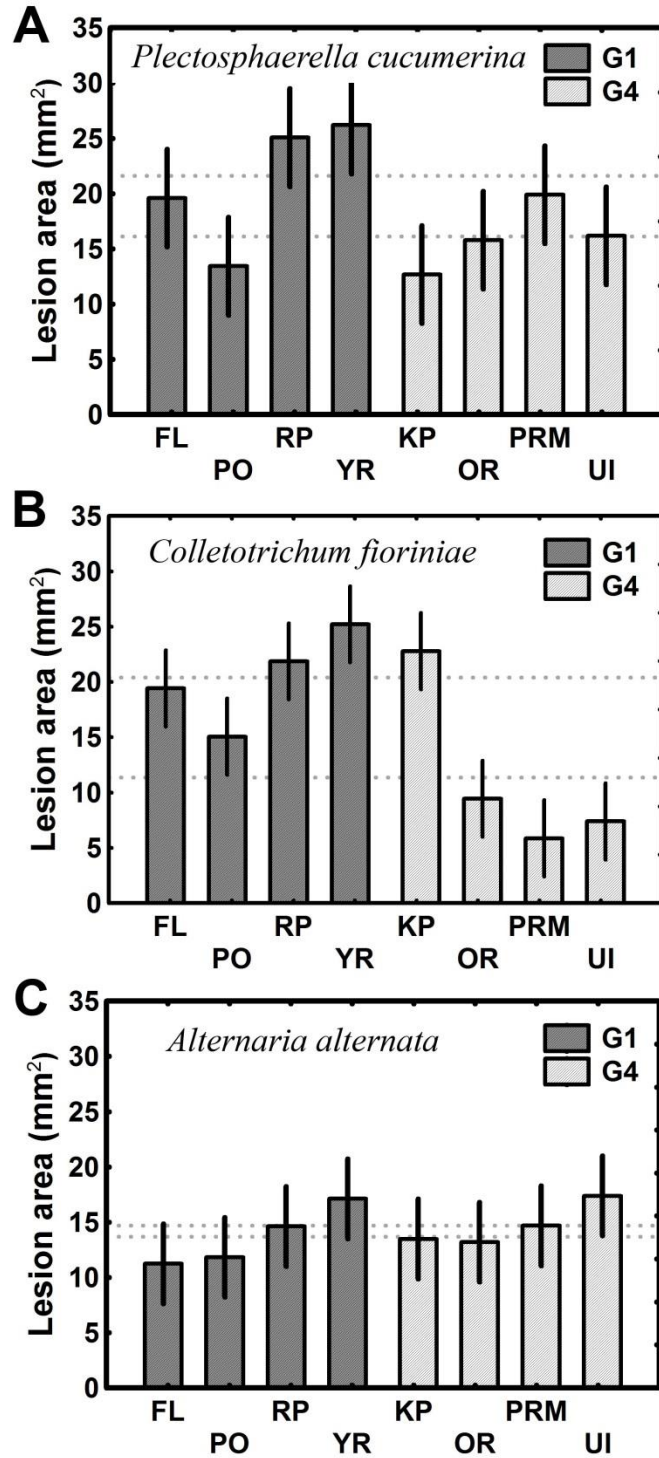 A
Plectosphaerella cucumerina
G1
G4
Lesion area (mm²)
35
30
25
20
15
10
5
0
FL
RP
KP
PRM
PO
YR
OR
UI
B
Colletotrichum fioriniae
G1
G4
Lesion area (mm²)
35
30
25
20
15
10
5
0
FL
RP
KP
PRM
PO
YR
OR
UI
C
Alternaria alternata
G1
G4
Lesion area (mm²)
35
30
25
20
15
10
5
0
FL
RP
KP
PRM
PO
YR
OR
UI